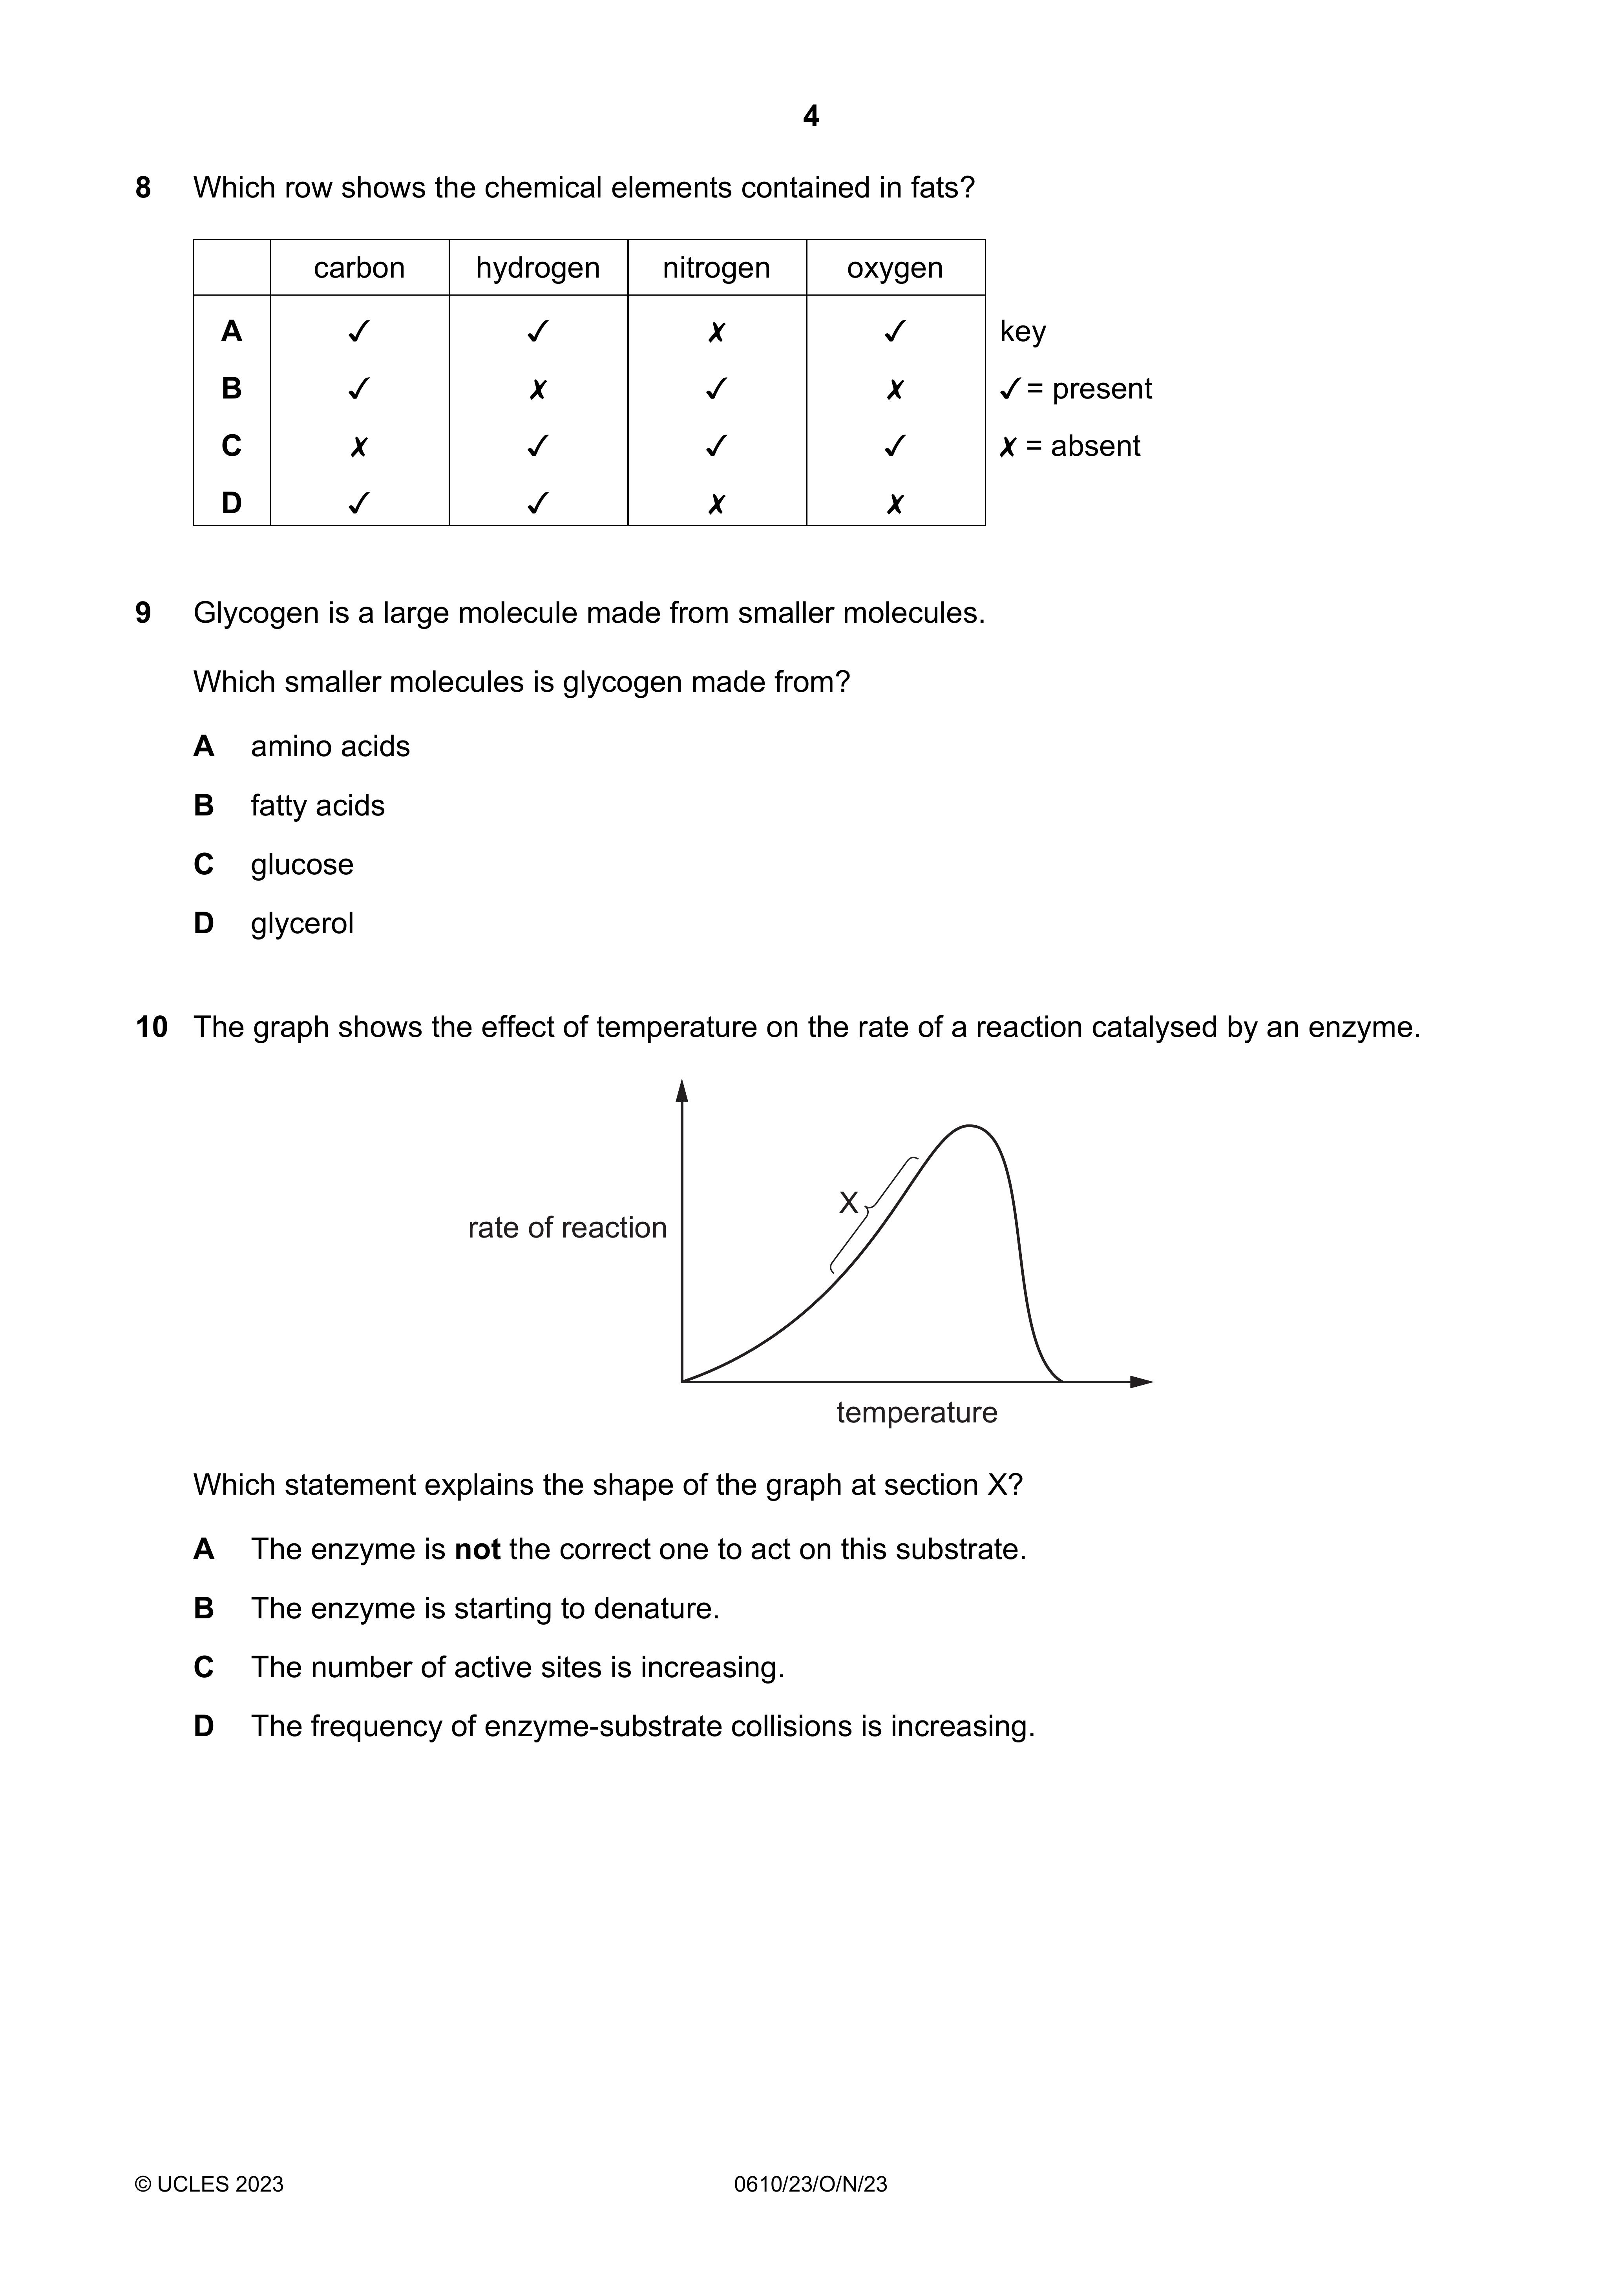 4
8 Which row shows the chemical elements contained in fats?
carbon hydrogen nitrogen oxygen
A ✓ ✓ ✗ ✓ key
B ✓ ✗ ✓ ✗ ✓ = present
C ✗ ✓ ✓ ✓ ✗ = absent
D ✓ ✓ ✗ ✗
9 Glycogen is a large molecule made from smaller molecules.
Which smaller molecules is glycogen made from?
A amino acids
B fatty acids
C glucose
D glycerol
10 The graph shows the effect of temperature on the rate of a reaction catalysed by an enzyme.
X
rate of reaction
temperature
Which statement explains the shape of the graph at section X?
A The enzyme is not the correct one to act on this substrate.
B The enzyme is starting to denature.
C The number of active sites is increasing.
D The frequency of enzyme-substrate collisions is increasing.
© UCLES 2023 0610/23/O/N/23